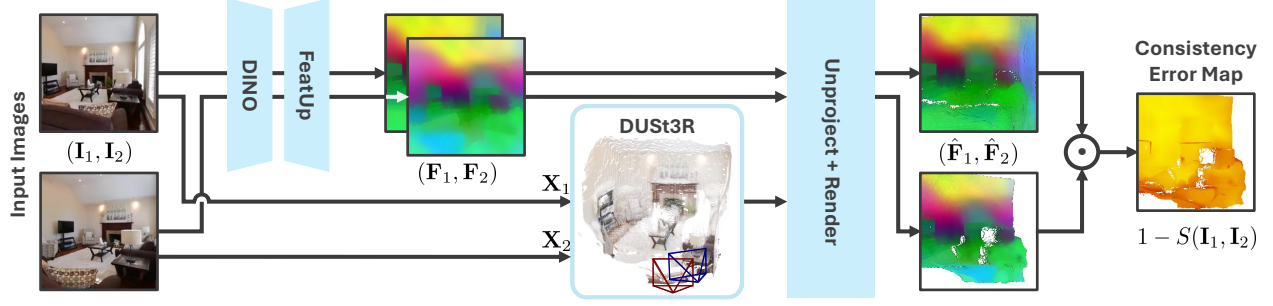 Input Images
(I₁, I₂)
DINO
FeatUp
(F₁, F₂)
X₁
X₂
DUSt3R
Unproject + Render
(F̂₁, F̂₂)
Consistency
Error Map
1 − S(I₁, I₂)